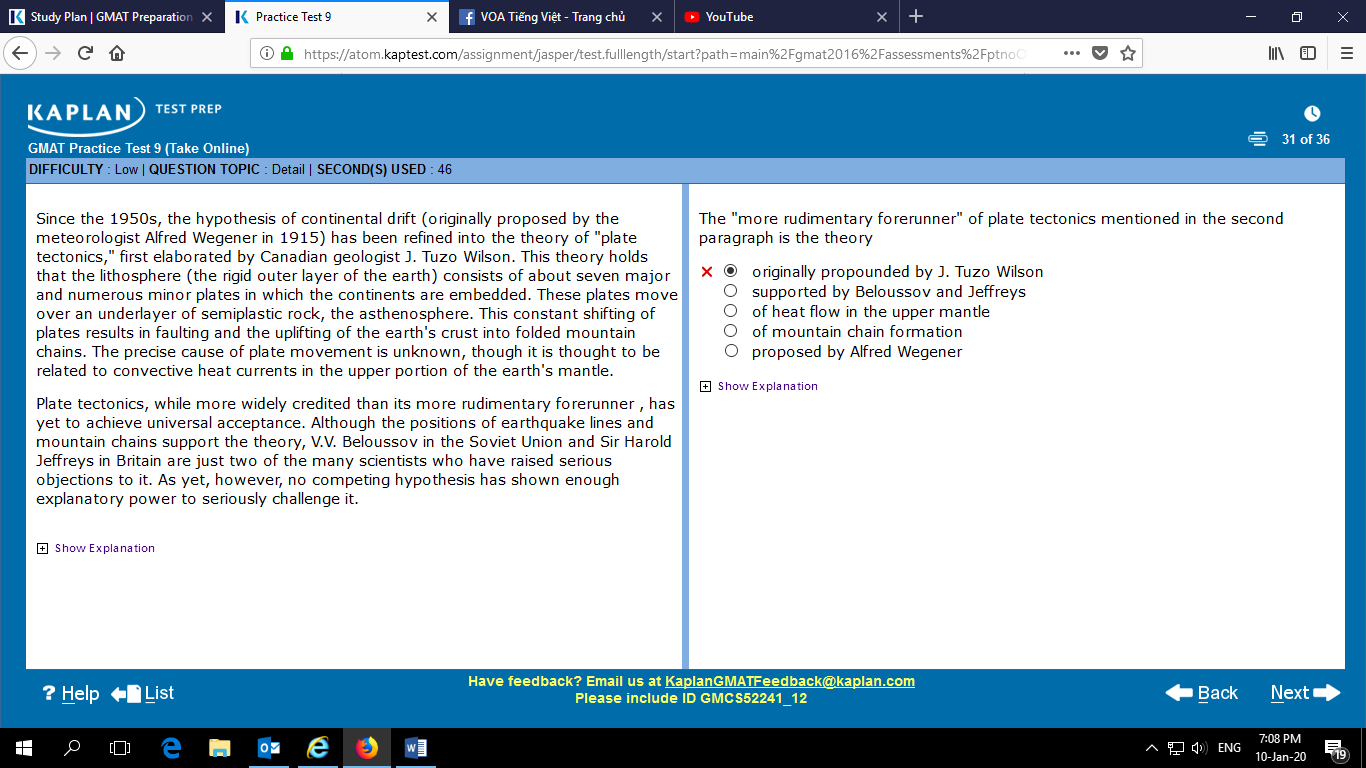 Study Plan | GMAT Preparation
Practice Test 9
VOA Tiếng Việt - Trang chủ
YouTube
https://atom.kaptest.com/assignment/jasper/test.fulllength/start?path=main%2Fgmat2016%2Fassessments%2Fptno
KAPLAN TEST PREP
GMAT Practice Test 9 (Take Online)
31 of 36
DIFFICULTY : Low | QUESTION TOPIC : Detail | SECOND(S) USED : 46
Since the 1950s, the hypothesis of continental drift (originally proposed by the
meteorologist Alfred Wegener in 1915) has been refined into the theory of "plate
tectonics," first elaborated by Canadian geologist J. Tuzo Wilson. This theory holds
that the lithosphere (the rigid outer layer of the earth) consists of about seven major
and numerous minor plates in which the continents are embedded. These plates move
over an underlayer of semiplastic rock, the asthenosphere. This constant shifting of
plates results in faulting and the uplifting of the earth's crust into folded mountain
chains. The precise cause of plate movement is unknown, though it is thought to be
related to convective heat currents in the upper portion of the earth's mantle.
Plate tectonics, while more widely credited than its more rudimentary forerunner , has
yet to achieve universal acceptance. Although the positions of earthquake lines and
mountain chains support the theory, V.V. Beloussov in the Soviet Union and Sir Harold
Jeffreys in Britain are just two of the many scientists who have raised serious
objections to it. As yet, however, no competing hypothesis has shown enough
explanatory power to seriously challenge it.
Show Explanation
The "more rudimentary forerunner" of plate tectonics mentioned in the second
paragraph is the theory
originally propounded by J. Tuzo Wilson
supported by Beloussov and Jeffreys
of heat flow in the upper mantle
of mountain chain formation
proposed by Alfred Wegener
Show Explanation
? Help
List
Have feedback? Email us at KaplanGMATFeedback@kaplan.com
Please include ID GMCS52241_12
Back
Next
ENG
7:08 PM
10-Jan-20
19